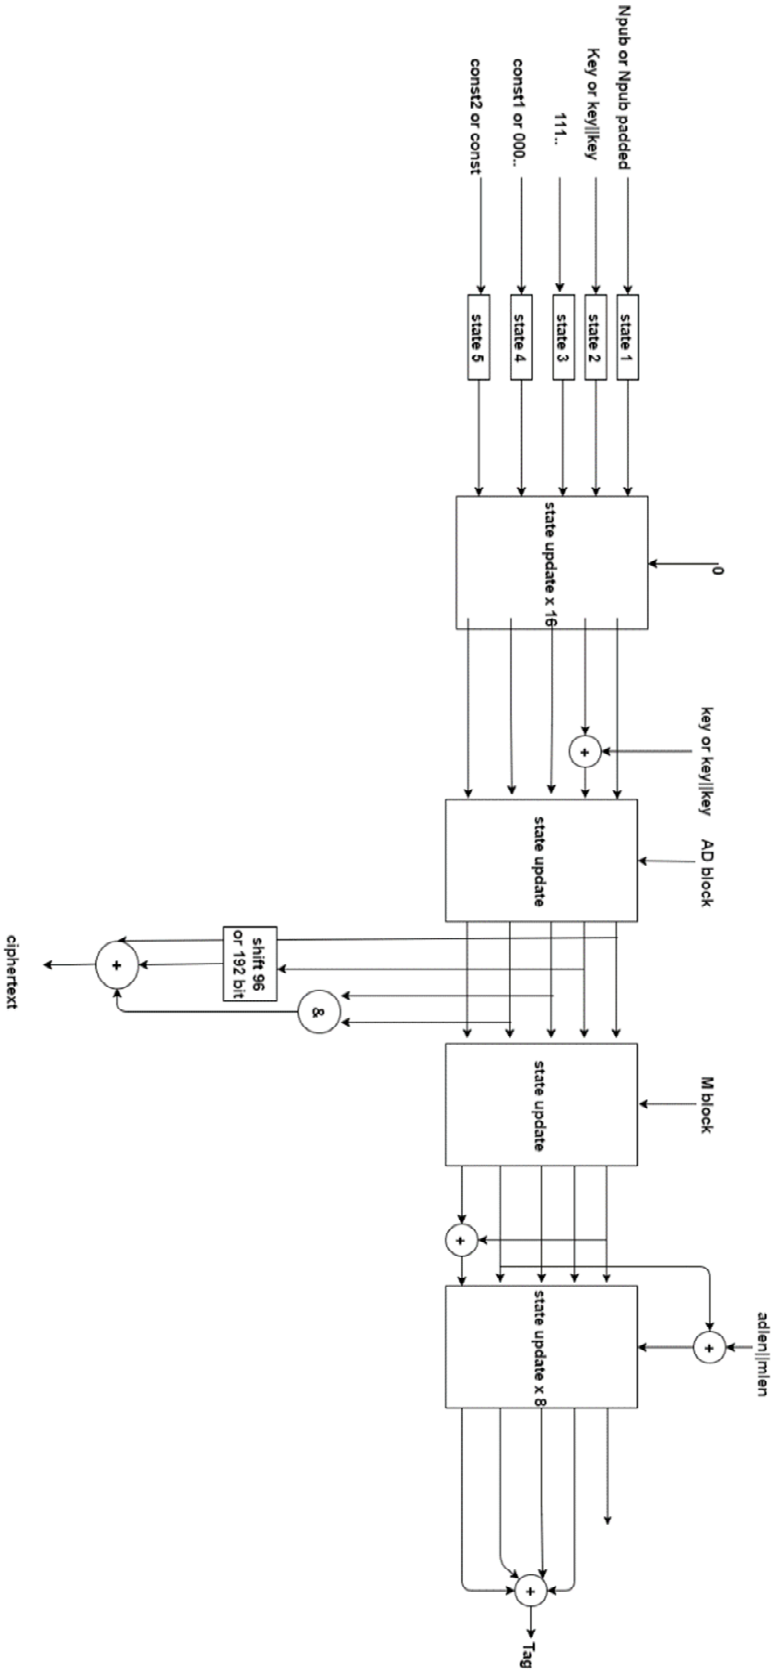 Npub or Npub padded
Key or key||key
111..
const1 or 000..
const2 or const
state 1
state 2
state 3
state 4
state 5
0
state update x 16
key or key||key
+
AD block
state update
shift 96
or 192 bit
&
+
ciphertext
M block
state update
+
adlen||mlen
+
state update x 8
+
Tag